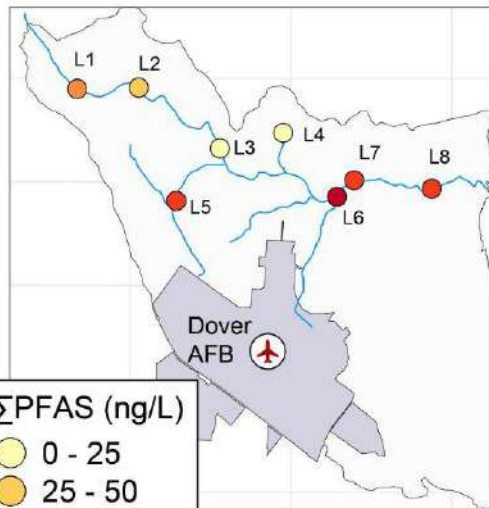 L1
L2
L3
L4
L5
L6
L7
L8
Dover
AFB
∑PFAS (ng/L)
0 - 25
25 - 50